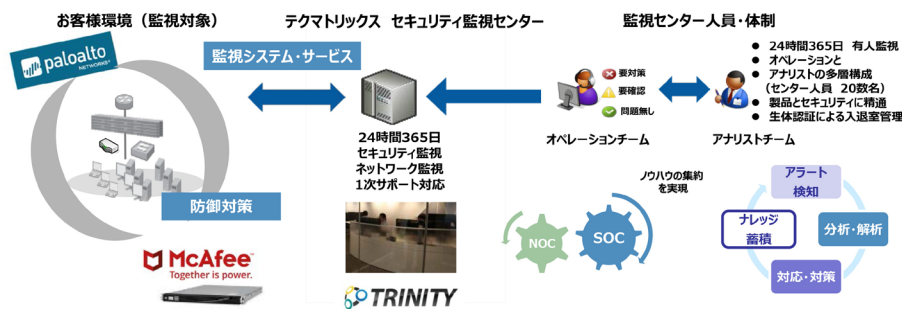 お客様環境（監視対象）
paloalto
NETWORKS®
防御対策
McAfee™
Together is power.
監視システム・サービス
テクマトリックス セキュリティ監視センター
24時間365日
セキュリティ監視
ネットワーク監視
1次サポート対応
TRINITY
監視センター人員・体制
要対策
要確認
問題無し
オペレーションチーム
アナリストチーム
● 24時間365日 有人監視
● オペレーションと
● アナリストの多層構成
（センター人員 20数名）
● 製品とセキュリティに精通
● 生体認証による入退室管理
ノウハウの集約
を実現
NOC
SOC
アラート
検知
分析・解析
対応・対策
ナレッジ
蓄積